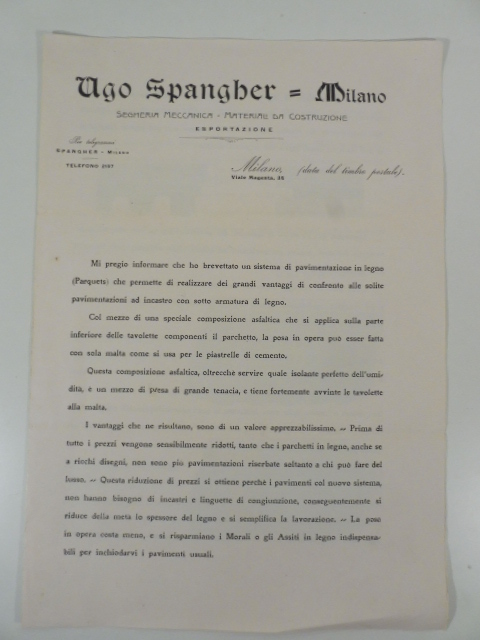 Ugo Spangher = Milano
SEGHERIA MECCANICA - MATERIALI DA COSTRUZIONE
ESPORTAZIONE
Per telegrammi
SPANGHER - MILANO
TELEFONO 3167
Milano, (data del timbro postale).
Viale Magenta, 35
Mi pregio informare che ho brevettato un sistema di pavimentazione in legno
(Parquets) che permette di realizzare dei grandi vantaggi di confronto alle solite
pavimentazioni ad incastro con sotto armatura di legno.
Col mezzo di uno speciale composizione asfaltica che si applica sulla parte
inferiore delle tavolette componenti il parchetto, la posa in opera può esser fatta
con sola malta come si usa per le piastrelle di cemento.
Questa composizione asfaltica, oltrecchè servire quale isolante perfetto dell'umi-
dità, è un mezzo di presa di grande tenacia, e tiene fortemente avvinte le tavolette
alla malta.
I vantaggi che ne risultano, sono di un valore apprezzabilissimo. — Prima di
tutto i prezzi vengono sensibilmente ridotti, tanto che i parchetti in legno, anche se
a ricchi disegni, non sono più pavimentazioni riserbate soltanto a chi può fare del
lusso. — Questa riduzione di prezzi si ottiene perchè i pavimenti col nuovo sistema,
non hanno bisogno di incastri e linguette di congiunzione, conseguentemente si
riduce della metà lo spessore del legno e si semplifica la lavorazione. — La posa
in opera costa meno, e si risparmiano i Morali o gli Assiti in legno indispensa-
bili per inchiodarvi i pavimenti usuali.